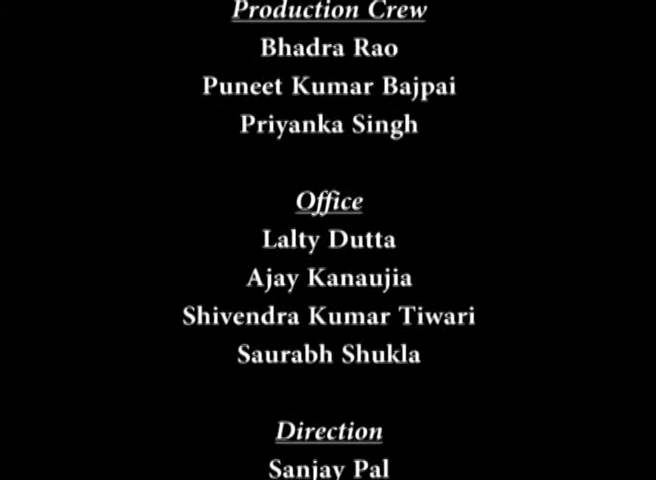 Production Crew
Bhadra Rao
Puneet Kumar Bajpai
Priyanka Singh
Office
Lalty Dutta
Ajay Kanaujia
Shivendra Kumar Tiwari
Saurabh Shukla
Direction
Sanjay Pal